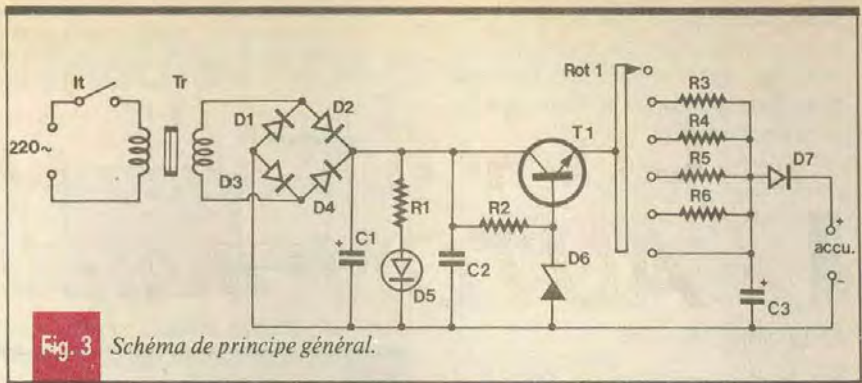 It
Tr
Rot 1
R3
R4
R5
R6
D1
D2
T1
D7
220~
D3
D4
R1
R2
+
C1
C2
D6
D5
+
accu.
-
+
C3
Fig. 3 Schéma de principe général.